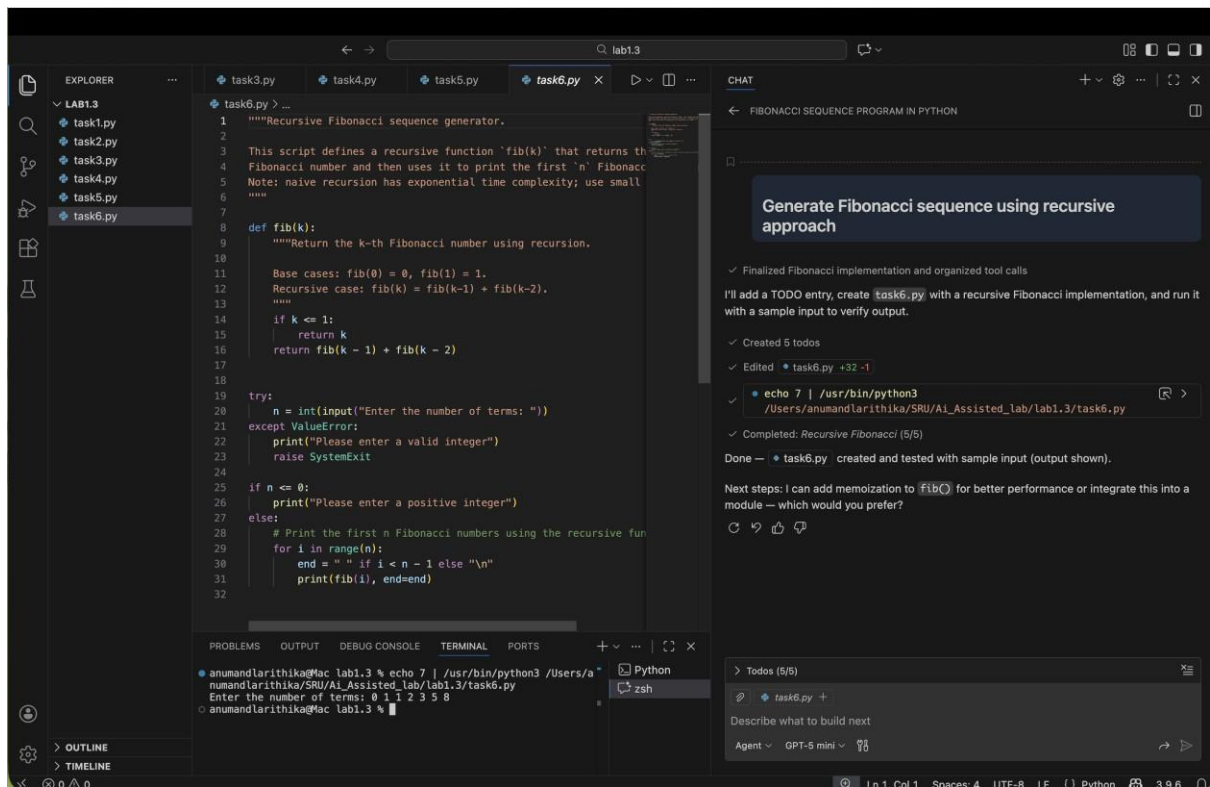 lab1.3
EXPLORER
LAB1.3
task1.py
task2.py
task3.py
task4.py
task5.py
task6.py
OUTLINE
TIMELINE
task3.py task4.py task5.py task6.py
task6.py > ...
1 """Recursive Fibonacci sequence generator.
2
3 This script defines a recursive function `fib(k)` that returns th
4 Fibonacci number and then uses it to print the first `n` Fibonacc
5 Note: naive recursion has exponential time complexity; use small
6 """
7
8 def fib(k):
9 """Return the k-th Fibonacci number using recursion.
10
11 Base cases: fib(0) = 0, fib(1) = 1.
12 Recursive case: fib(k) = fib(k-1) + fib(k-2).
13 """
14 if k <= 1:
15 return k
16 return fib(k - 1) + fib(k - 2)
17
18
19 try:
20 n = int(input("Enter the number of terms: "))
21 except ValueError:
22 print("Please enter a valid integer")
23 raise SystemExit
24
25 if n <= 0:
26 print("Please enter a positive integer")
27 else:
28 # Print the first n Fibonacci numbers using the recursive fun
29 for i in range(n):
30 end = " " if i < n - 1 else "\n"
31 print(fib(i), end=end)
32
PROBLEMS OUTPUT DEBUG CONSOLE TERMINAL PORTS
anumandlarithika@Mac lab1.3 % echo 7 | /usr/bin/python3 /Users/a
numandlarithika/SRU/Ai_Assisted_lab/lab1.3/task6.py
Enter the number of terms: 0 1 1 2 3 5 8
anumandlarithika@Mac lab1.3 %
Python
zsh
CHAT
FIBONACCI SEQUENCE PROGRAM IN PYTHON
Generate Fibonacci sequence using recursive
approach
Finalized Fibonacci implementation and organized tool calls
I'll add a TODO entry, create task6.py with a recursive Fibonacci implementation, and run it
with a sample input to verify output.
Created 5 todos
Edited task6.py +32 -1
echo 7 | /usr/bin/python3
/Users/anumandlarithika/SRU/Ai_Assisted_lab/lab1.3/task6.py
Completed: Recursive Fibonacci (5/5)
Done — task6.py created and tested with sample input (output shown).
Next steps: I can add memoization to fib() for better performance or integrate this into a
module — which would you prefer?
Todos (5/5)
task6.py +
Describe what to build next
Agent GPT-5 mini
0 0
Ln 1, Col 1 Spaces: 4 UTF-8 LF { } Python 3.9.6